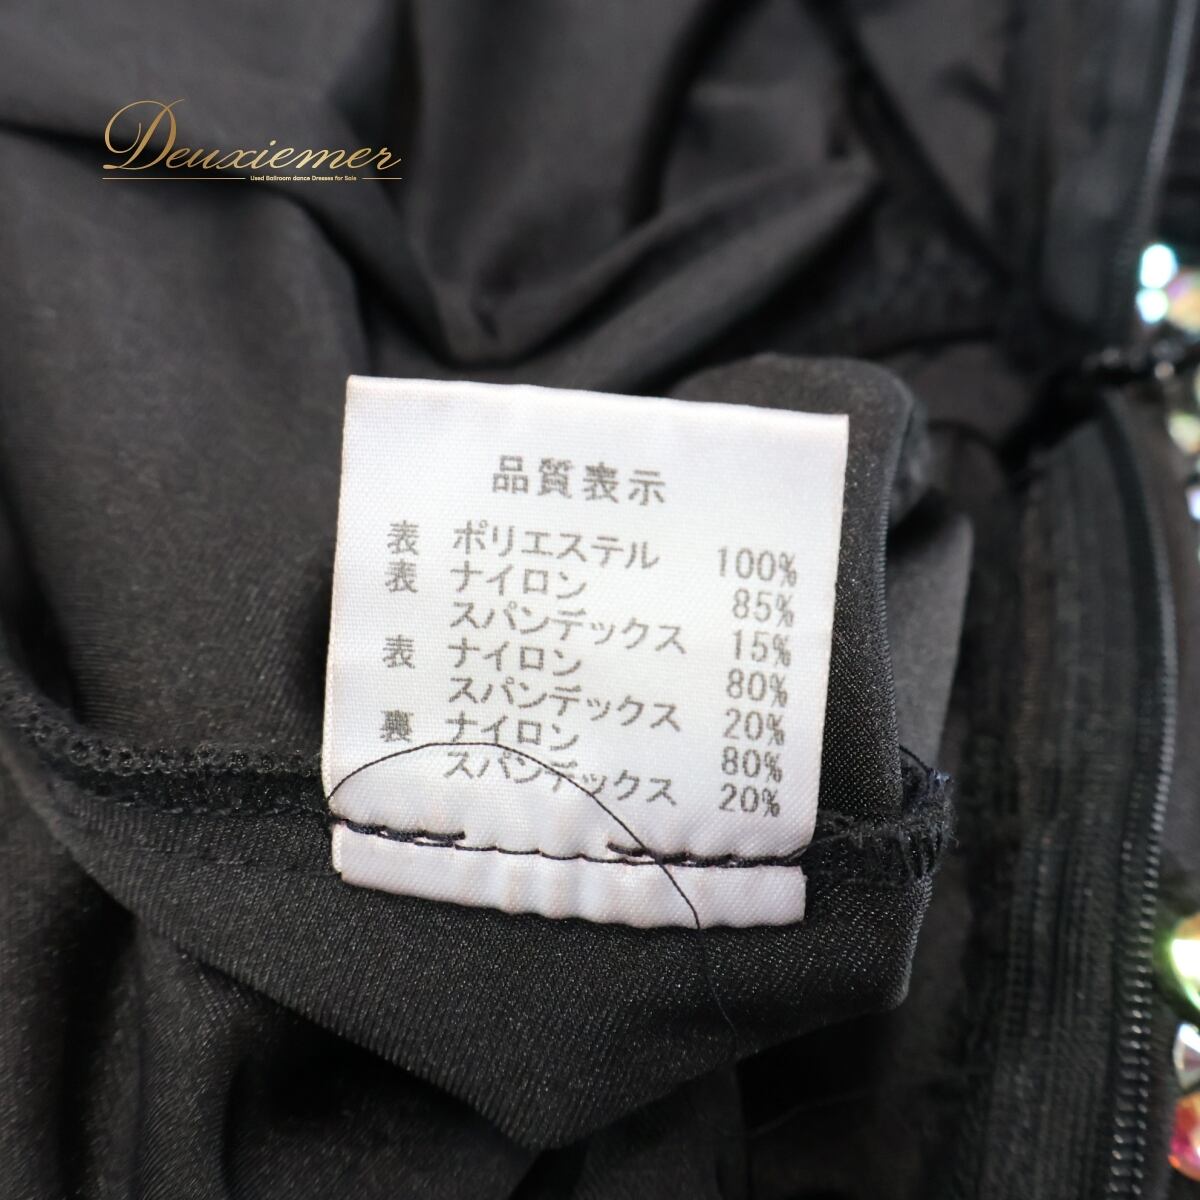 Deuxiemer
Used Ballroom dance Dresses for Sale
品質表示
表 ポリエステル 100%
表 ナイロン 85%
スパンデックス 15%
表 ナイロン 80%
スパンデックス 20%
裏 ナイロン 80%
スパンデックス 20%